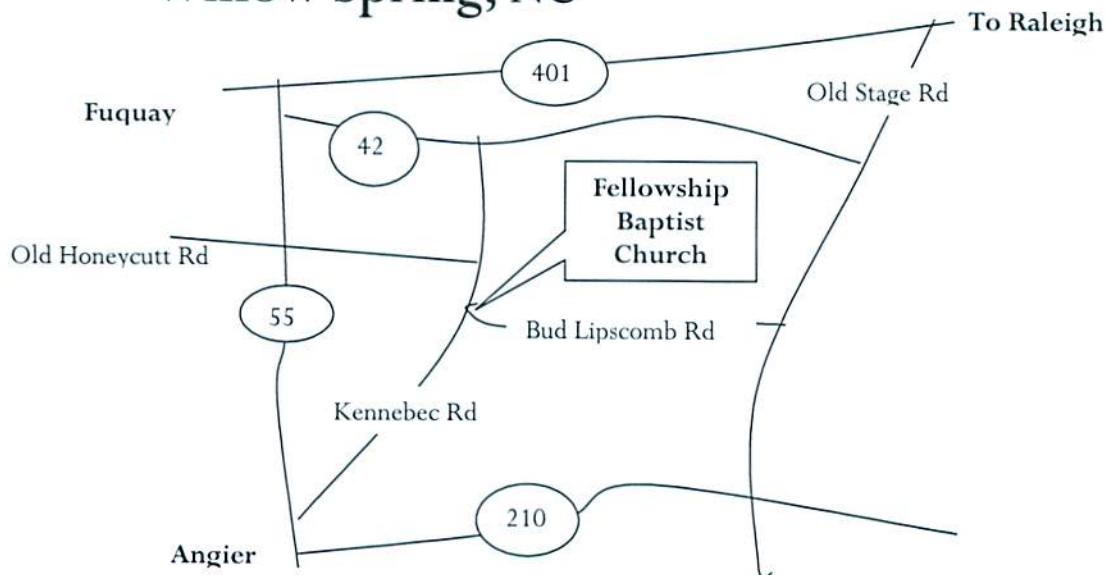 Willow Spring, NC
To Raleigh
401
Old Stage Rd
Fuquay
42
Fellowship
Baptist
Church
Old Honeycutt Rd
55
Bud Lipscomb Rd
Kennebec Rd
210
Angier